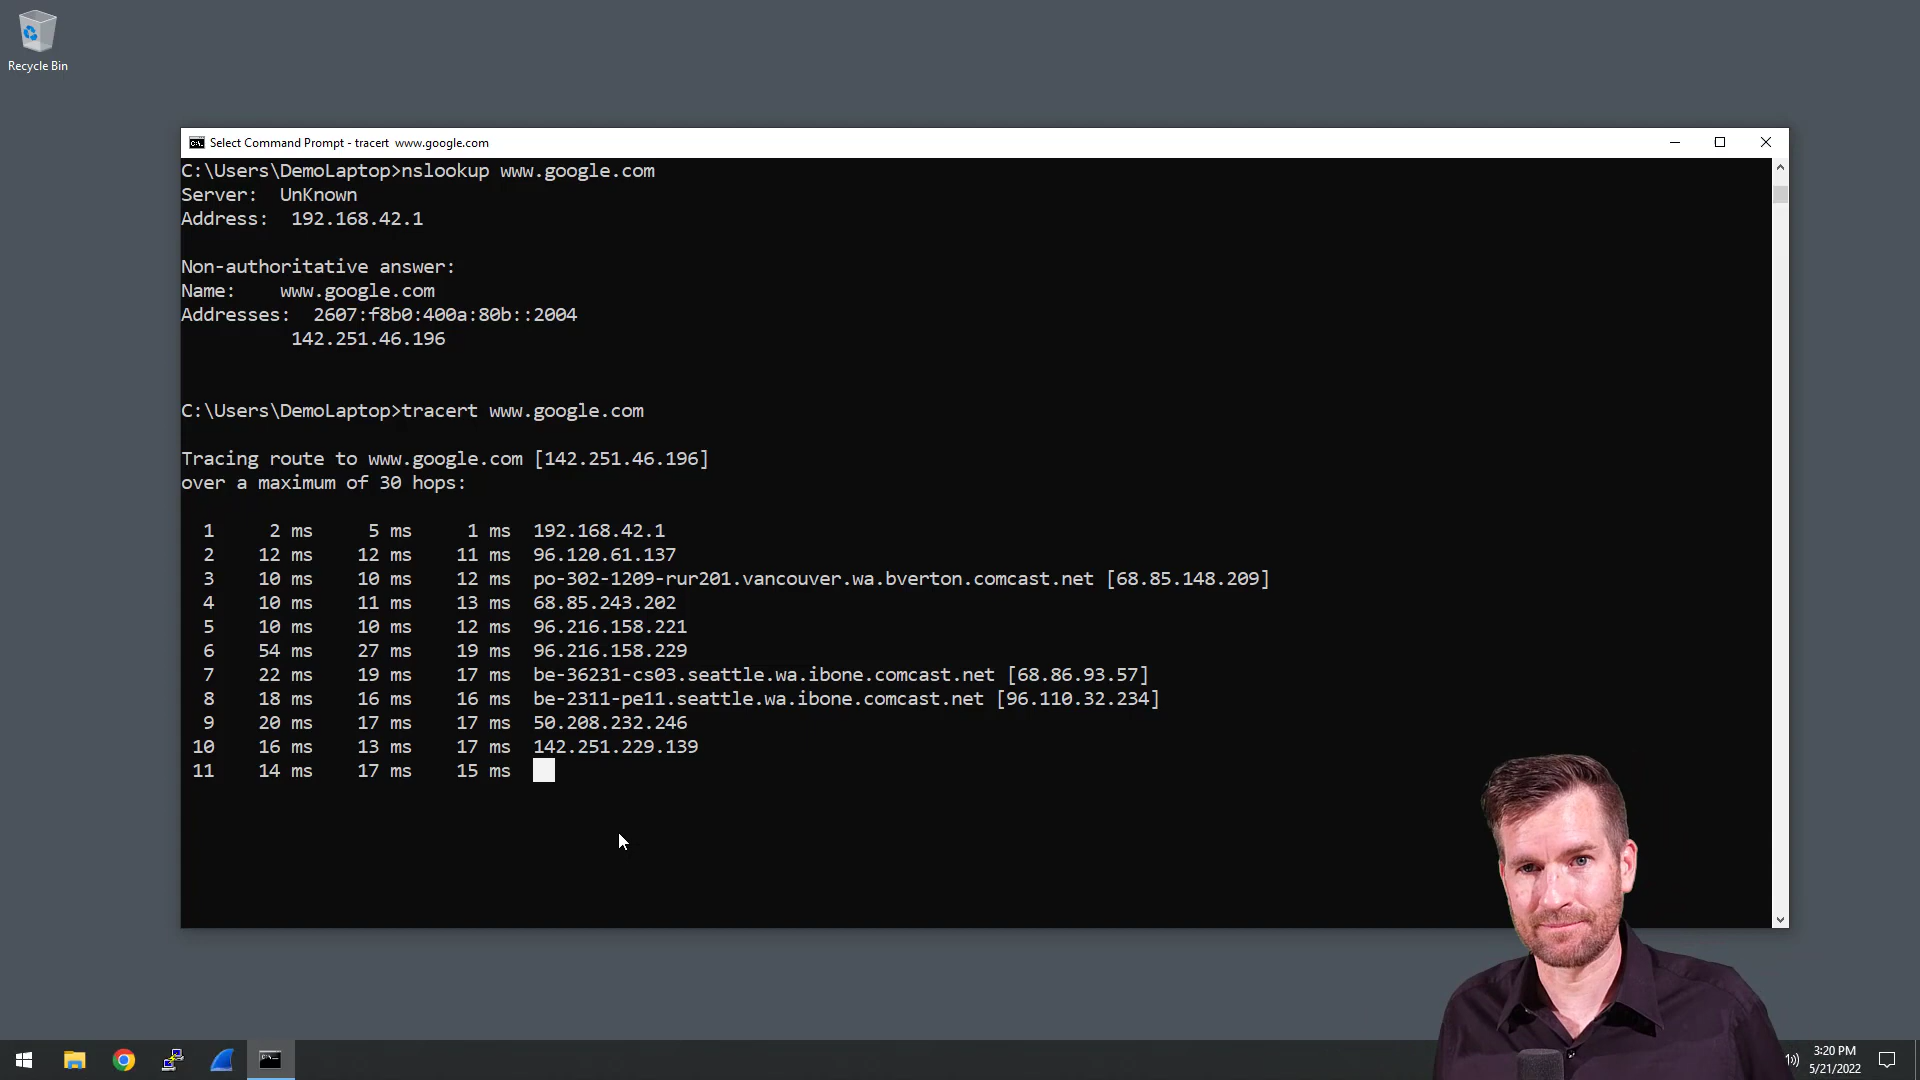 Recycle Bin
Select Command Prompt - tracert  www.google.com
C:\Users\DemoLaptop>nslookup www.google.com
Server:  UnKnown
Address:  192.168.42.1
Non-authoritative answer:
Name:    www.google.com
Addresses:  2607:f8b0:400a:80b::2004
142.251.46.196
C:\Users\DemoLaptop>tracert www.google.com
Tracing route to www.google.com [142.251.46.196]
over a maximum of 30 hops:
1     2 ms     5 ms     1 ms  192.168.42.1
2    12 ms    12 ms    11 ms  96.120.61.137
3    10 ms    10 ms    12 ms  po-302-1209-rur201.vancouver.wa.bverton.comcast.net [68.85.148.209]
4    10 ms    11 ms    13 ms  68.85.243.202
5    10 ms    10 ms    12 ms  96.216.158.221
6    54 ms    27 ms    19 ms  96.216.158.229
7    22 ms    19 ms    17 ms  be-36231-cs03.seattle.wa.ibone.comcast.net [68.86.93.57]
8    18 ms    16 ms    16 ms  be-2311-pe11.seattle.wa.ibone.comcast.net [96.110.32.234]
9    20 ms    17 ms    17 ms  50.208.232.246
10    16 ms    13 ms    17 ms  142.251.229.139
11    14 ms    17 ms    15 ms
3:20 PM
5/21/2022